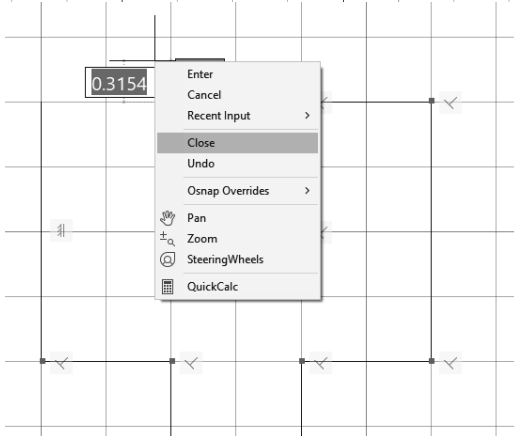 0.3154
Enter
Cancel
Recent Input
Close
Undo
Osnap Overrides
Pan
Zoom
SteeringWheels
QuickCalc